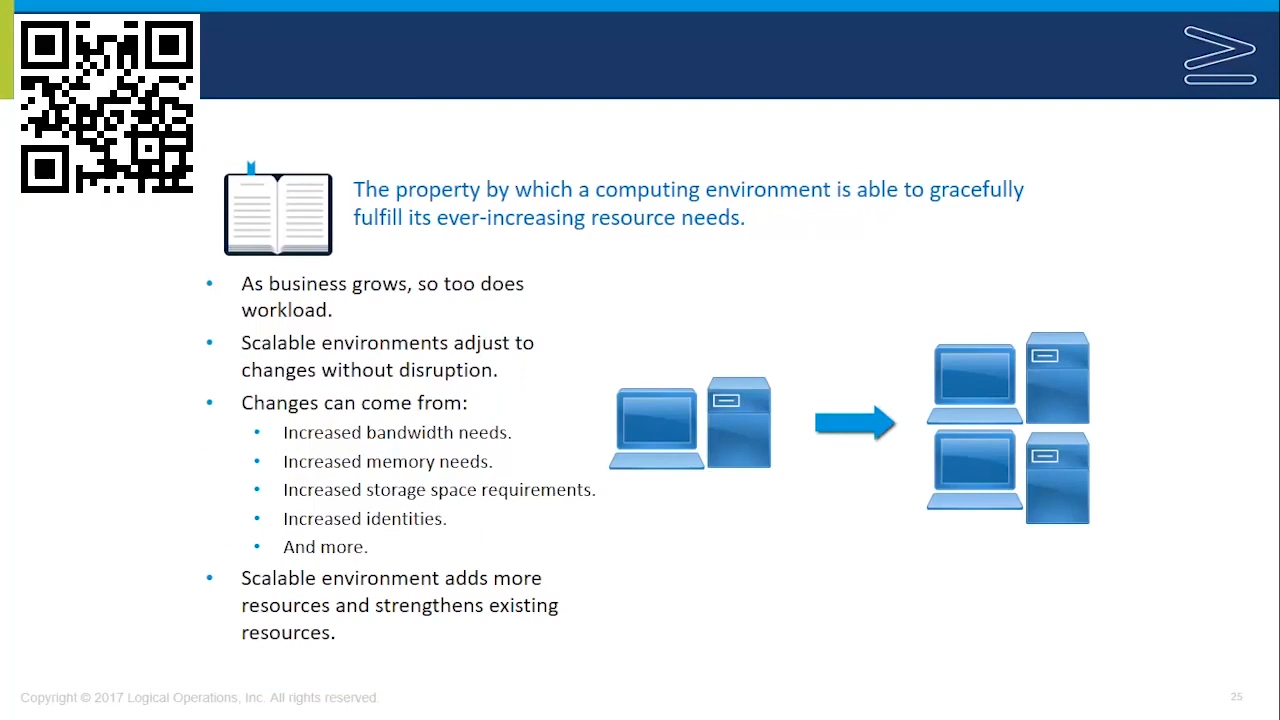 The property by which a computing environment is able to gracefully
fulfill its ever-increasing resource needs.
• As business grows, so too does
workload.
• Scalable environments adjust to
changes without disruption.
• Changes can come from:
• Increased bandwidth needs.
• Increased memory needs.
• Increased storage space requirements.
• Increased identities.
• And more.
• Scalable environment adds more
resources and strengthens existing
resources.
Copyright © 2017 Logical Operations, Inc. All rights reserved.
25